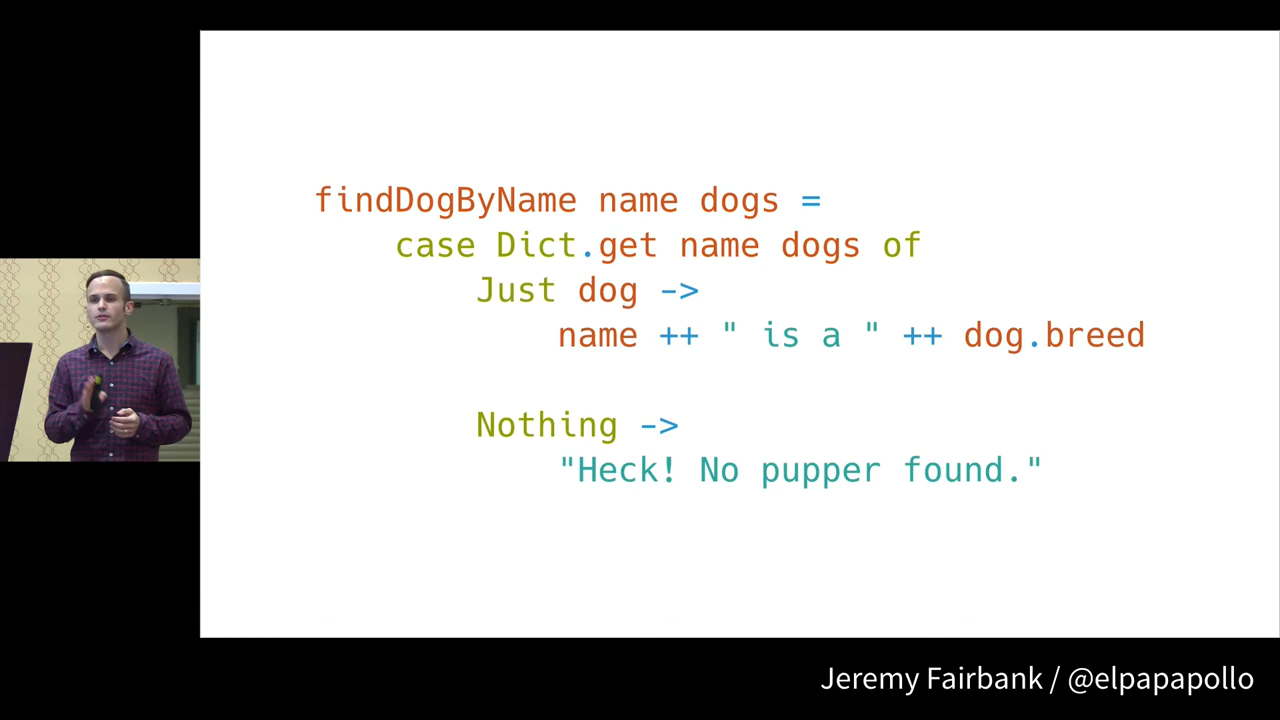 findDogByName name dogs =
case Dict.get name dogs of
Just dog ->
name ++ " is a " ++ dog.breed
Nothing ->
"Heck! No pupper found."
Jeremy Fairbank / @elpapapollo